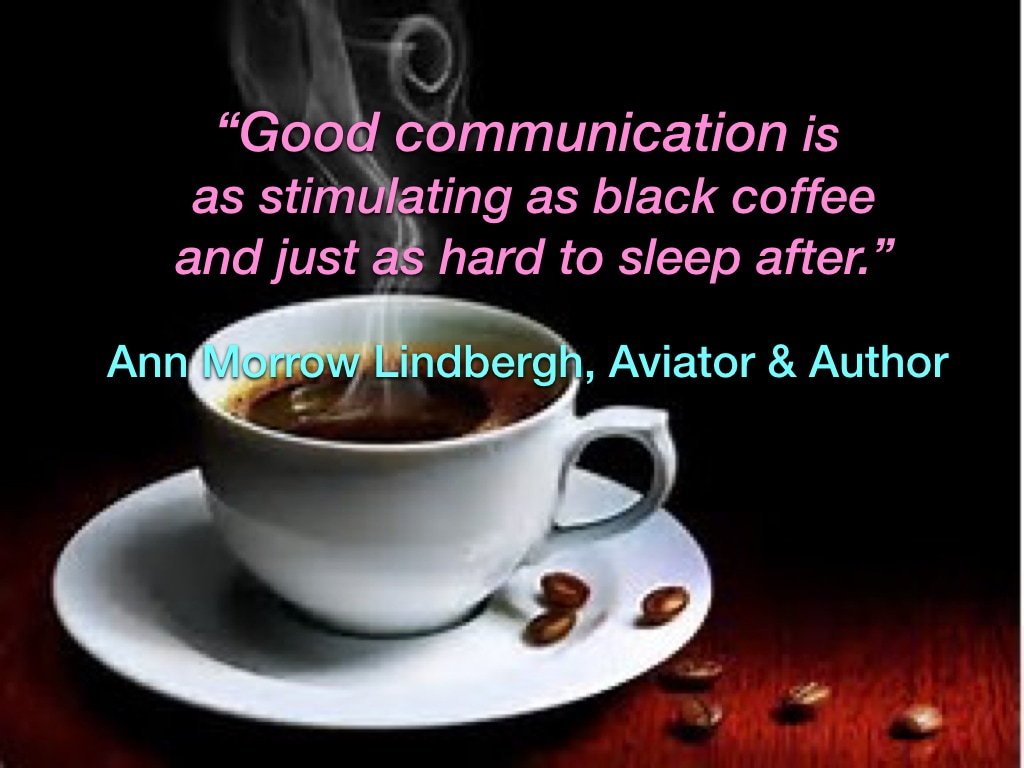 “Good communication is
as stimulating as black coffee
and just as hard to sleep after.”
Ann Morrow Lindbergh, Aviator & Author